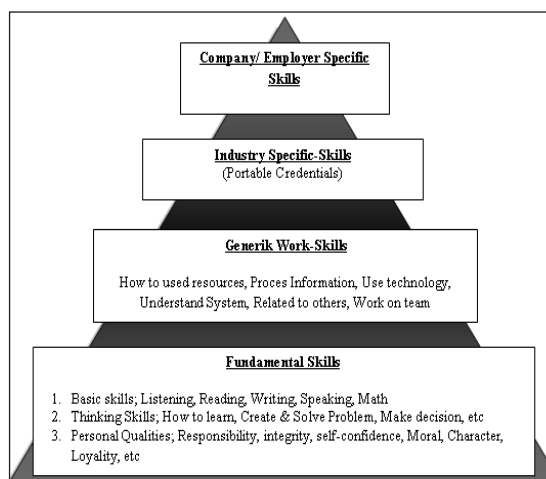 Company/ Employer Specific
Skills
Industry Specific-Skills
(Portable Credentials)
Generik Work-Skills
How to used resources, Proces Information, Use technology,
Understand System, Related to others, Work on team
Fundamental Skills
1. Basic skills; Listening, Reading, Writing, Speaking, Math
2. Thinking Skills; How to learn, Create & Solve Problem, Make decision, etc
3. Personal Qualities; Responsibility, integrity, self-confidence, Moral, Character,
Loyality, etc